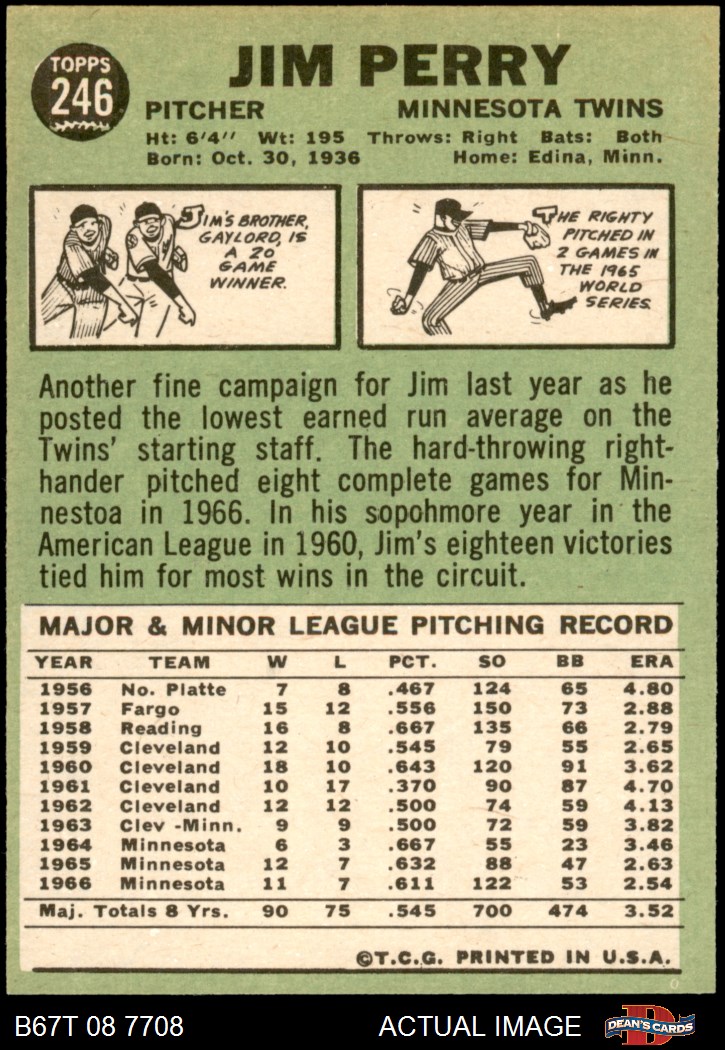 TOPPS
246
JIM PERRY
PITCHER MINNESOTA TWINS
Ht: 6'4" Wt: 195 Throws: Right Bats: Both
Born: Oct. 30, 1936 Home: Edina, Minn.
JIM'S BROTHER,
GAYLORD, IS
A 20
GAME
WINNER.
THE RIGHTY
PITCHED IN
2 GAMES IN
THE 1965
WORLD
SERIES.
Another fine campaign for Jim last year as he
posted the lowest earned run average on the
Twins' starting staff. The hard-throwing right-
hander pitched eight complete games for Min-
nestoa in 1966. In his sopohmore year in the
American League in 1960, Jim's eighteen victories
tied him for most wins in the circuit.
MAJOR & MINOR LEAGUE PITCHING RECORD
YEAR TEAM W L PCT. SO BB ERA
1956 No. Platte 7 8 .467 124 65 4.80
1957 Fargo 15 12 .556 150 73 2.88
1958 Reading 16 8 .667 135 66 2.79
1959 Cleveland 12 10 .545 79 55 2.65
1960 Cleveland 18 10 .643 120 91 3.62
1961 Cleveland 10 17 .370 90 87 4.70
1962 Cleveland 12 12 .500 74 59 4.13
1963 Clev -Minn. 9 9 .500 72 59 3.82
1964 Minnesota 6 3 .667 55 23 3.46
1965 Minnesota 12 7 .632 88 47 2.63
1966 Minnesota 11 7 .611 122 53 2.54
Maj. Totals 8 Yrs. 90 75 .545 700 474 3.52
©T.C.G. PRINTED IN U.S.A.
B67T 08 7708 ACTUAL IMAGE
D
DEAN'S CARDS